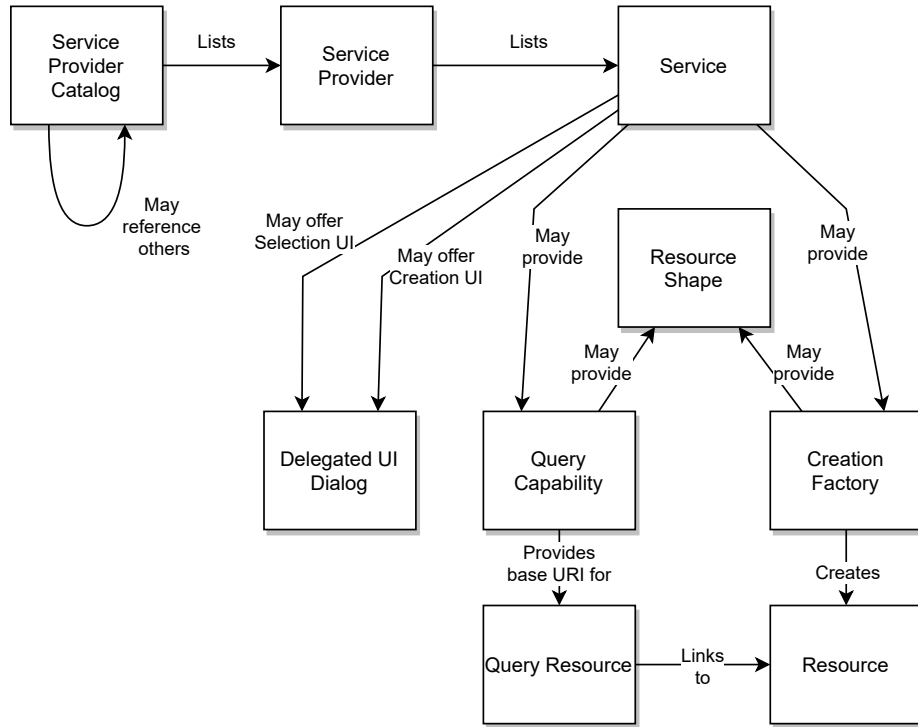 Service
Provider
Catalog
Lists
Service
Provider
Lists
Service
May
reference
others
May offer
Selection UI
May offer
Creation UI
May
provide
Resource
Shape
May
provide
May
provide
May
provide
Delegated UI
Dialog
Query
Capability
Creation
Factory
Provides
base URI for
Creates
Query Resource
Links
to
Resource